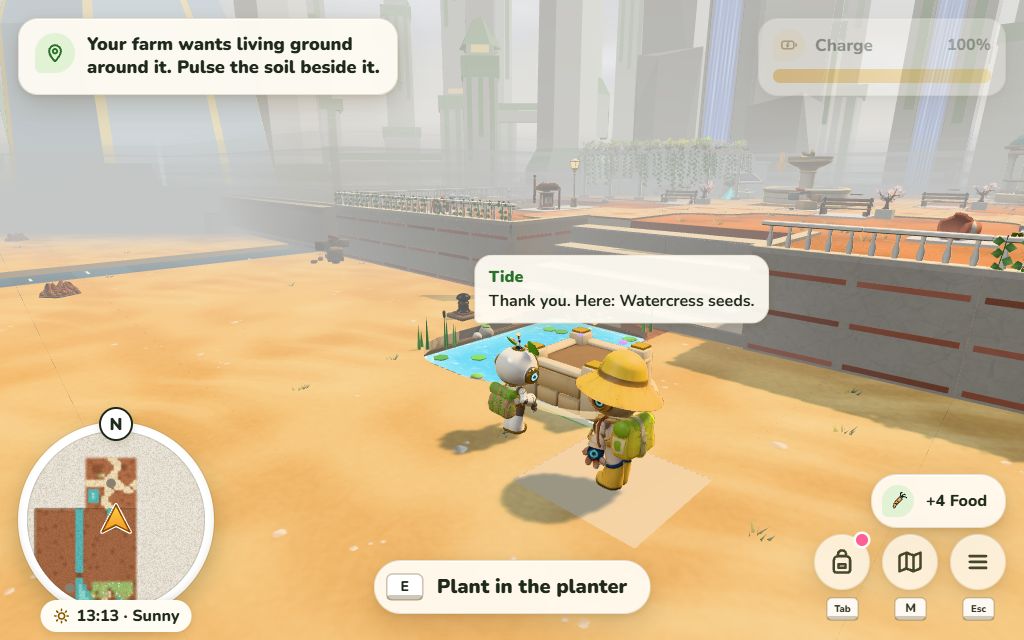 Your farm wants living ground
around it. Pulse the soil beside it.
Charge 100%
Tide
Thank you. Here: Watercress seeds.
N
+4 Food
E Plant in the planter
13:13 · Sunny
Tab M Esc